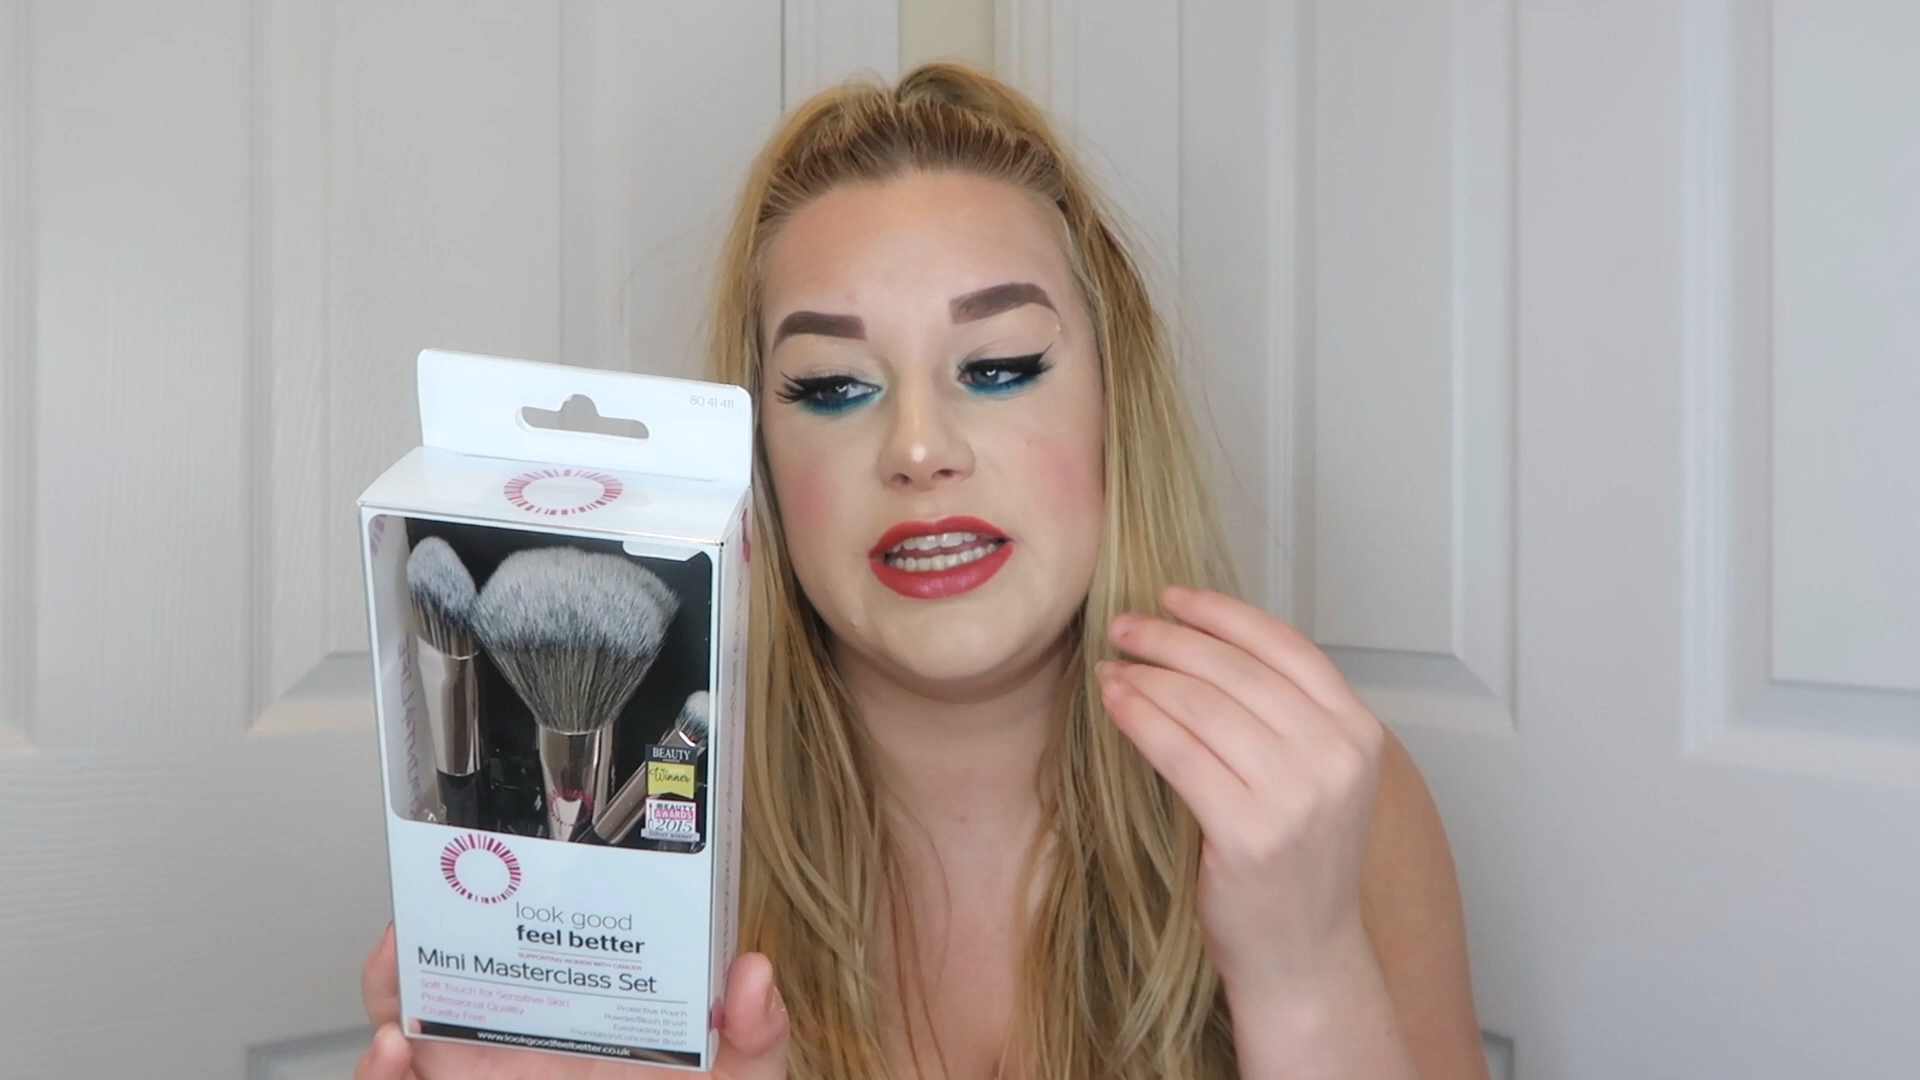 80 41 411
BEAUTY
Winner
BEAUTY
AWARDS
2015
Silver winner
look good
feel better
SUPPORTING WOMEN WITH CANCER
Mini Masterclass Set
Soft Touch for Sensitive Skin
Professional Quality
Cruelty Free
Protective Pouch
Powder/Blush Brush
Eyeshading Brush
Foundation/Concealer Brush
www.lookgoodfeelbetter.co.uk